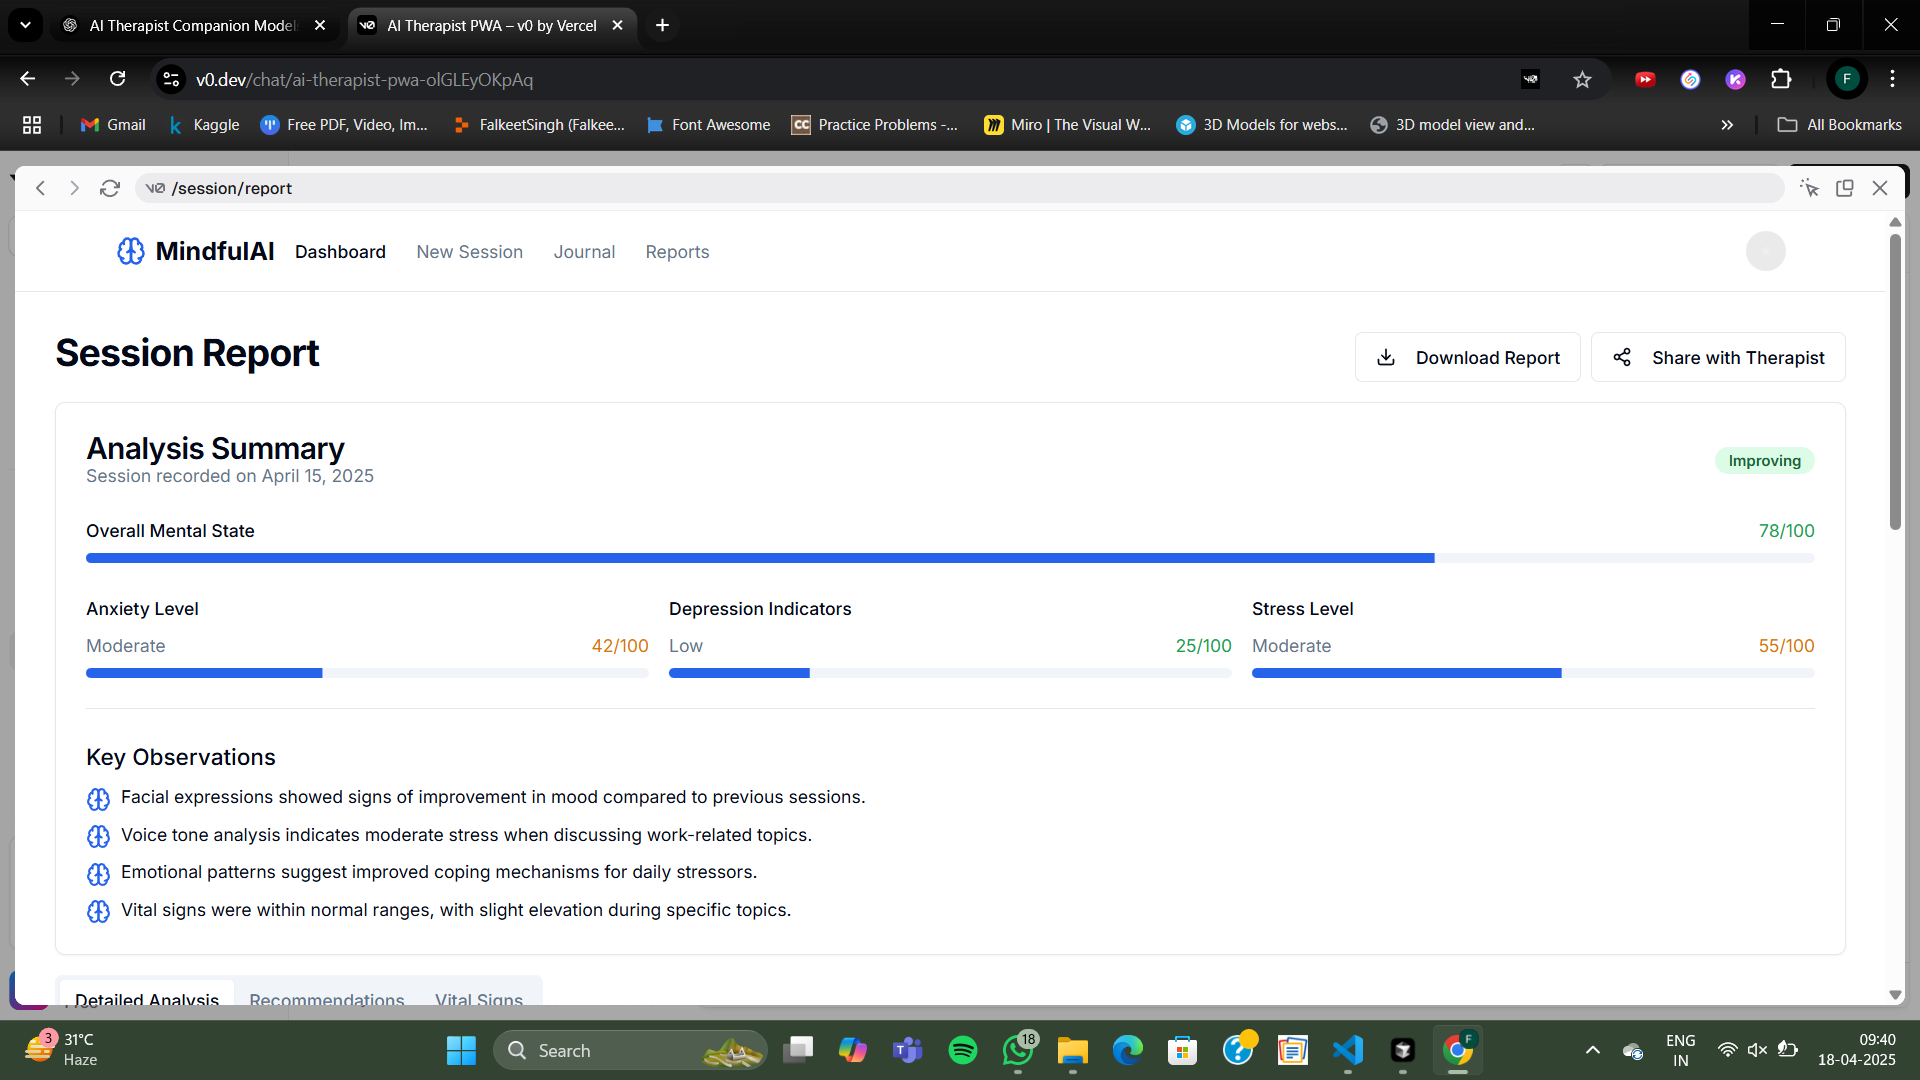 AI Therapist Companion Model
AI Therapist PWA – v0 by Vercel
v0.dev/chat/ai-therapist-pwa-olGLEyOKpAq
F
Gmail
Kaggle
Free PDF, Video, Im...
FalkeetSingh (Falkee...
Font Awesome
CC Practice Problems -...
Miro | The Visual W...
3D Models for webs...
3D model view and...
All Bookmarks
v0 /session/report
MindfulAI
Dashboard
New Session
Journal
Reports
Session Report
Download Report
Share with Therapist
Analysis Summary
Session recorded on April 15, 2025
Improving
Overall Mental State
78/100
Anxiety Level
Moderate
42/100
Depression Indicators
Low
25/100
Stress Level
Moderate
55/100
Key Observations
Facial expressions showed signs of improvement in mood compared to previous sessions.
Voice tone analysis indicates moderate stress when discussing work-related topics.
Emotional patterns suggest improved coping mechanisms for daily stressors.
Vital signs were within normal ranges, with slight elevation during specific topics.
Detailed Analysis
Recommendations
Vital Signs
3
31°C
Haze
Search
18
F
ENG
IN
09:40
18-04-2025